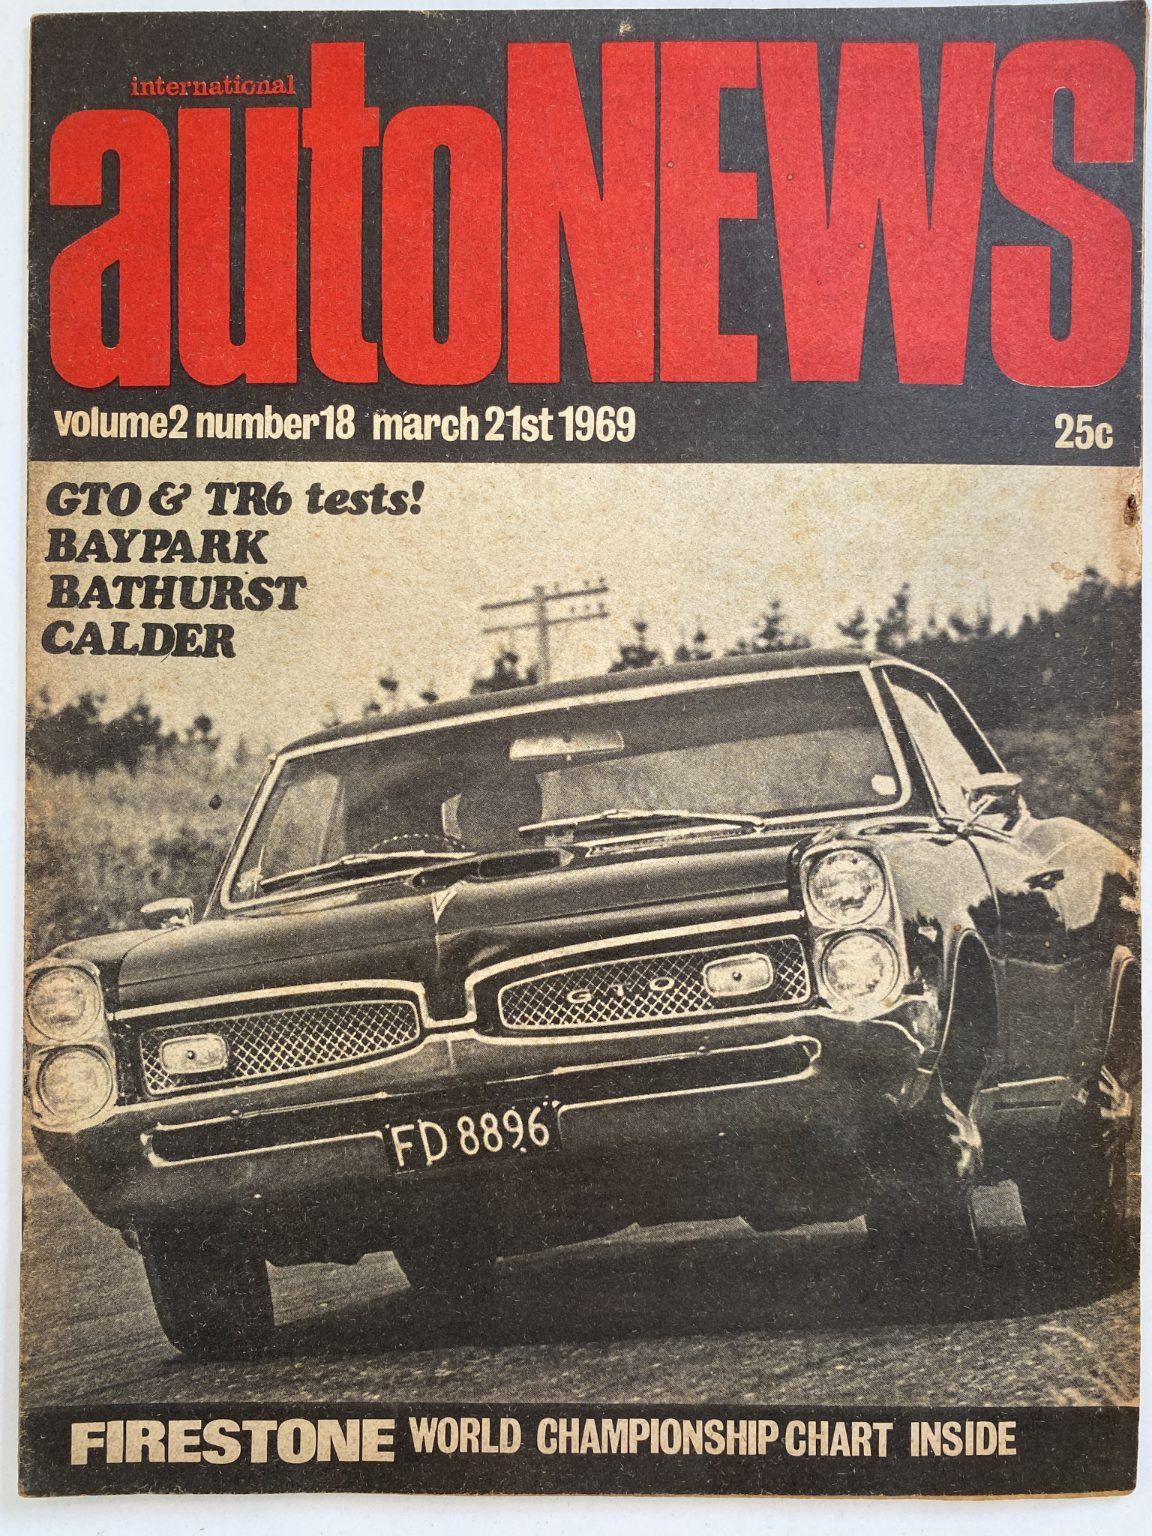 international
autoNEWS
volume2 number18 march 21st 1969
25c
GTO & TR6 tests!
BAYPARK
BATHURST
CALDER
GTO
FD 8896
FIRESTONE WORLD CHAMPIONSHIP CHART INSIDE